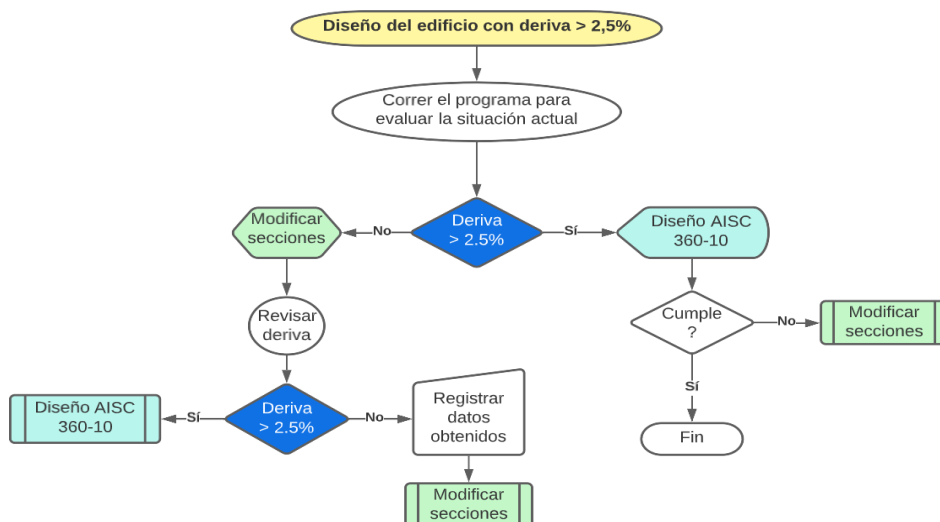 Diseño del edificio con deriva > 2,5%
Correr el programa para
evaluar la situación actual
Modificar
secciones
No
Deriva
> 2.5%
Sí
Diseño AISC
360-10
Revisar
deriva
Cumple
?
No
Modificar
secciones
Sí
Diseño AISC
360-10
Sí
Deriva
> 2.5%
No
Registrar
datos
obtenidos
Fin
Modificar
secciones